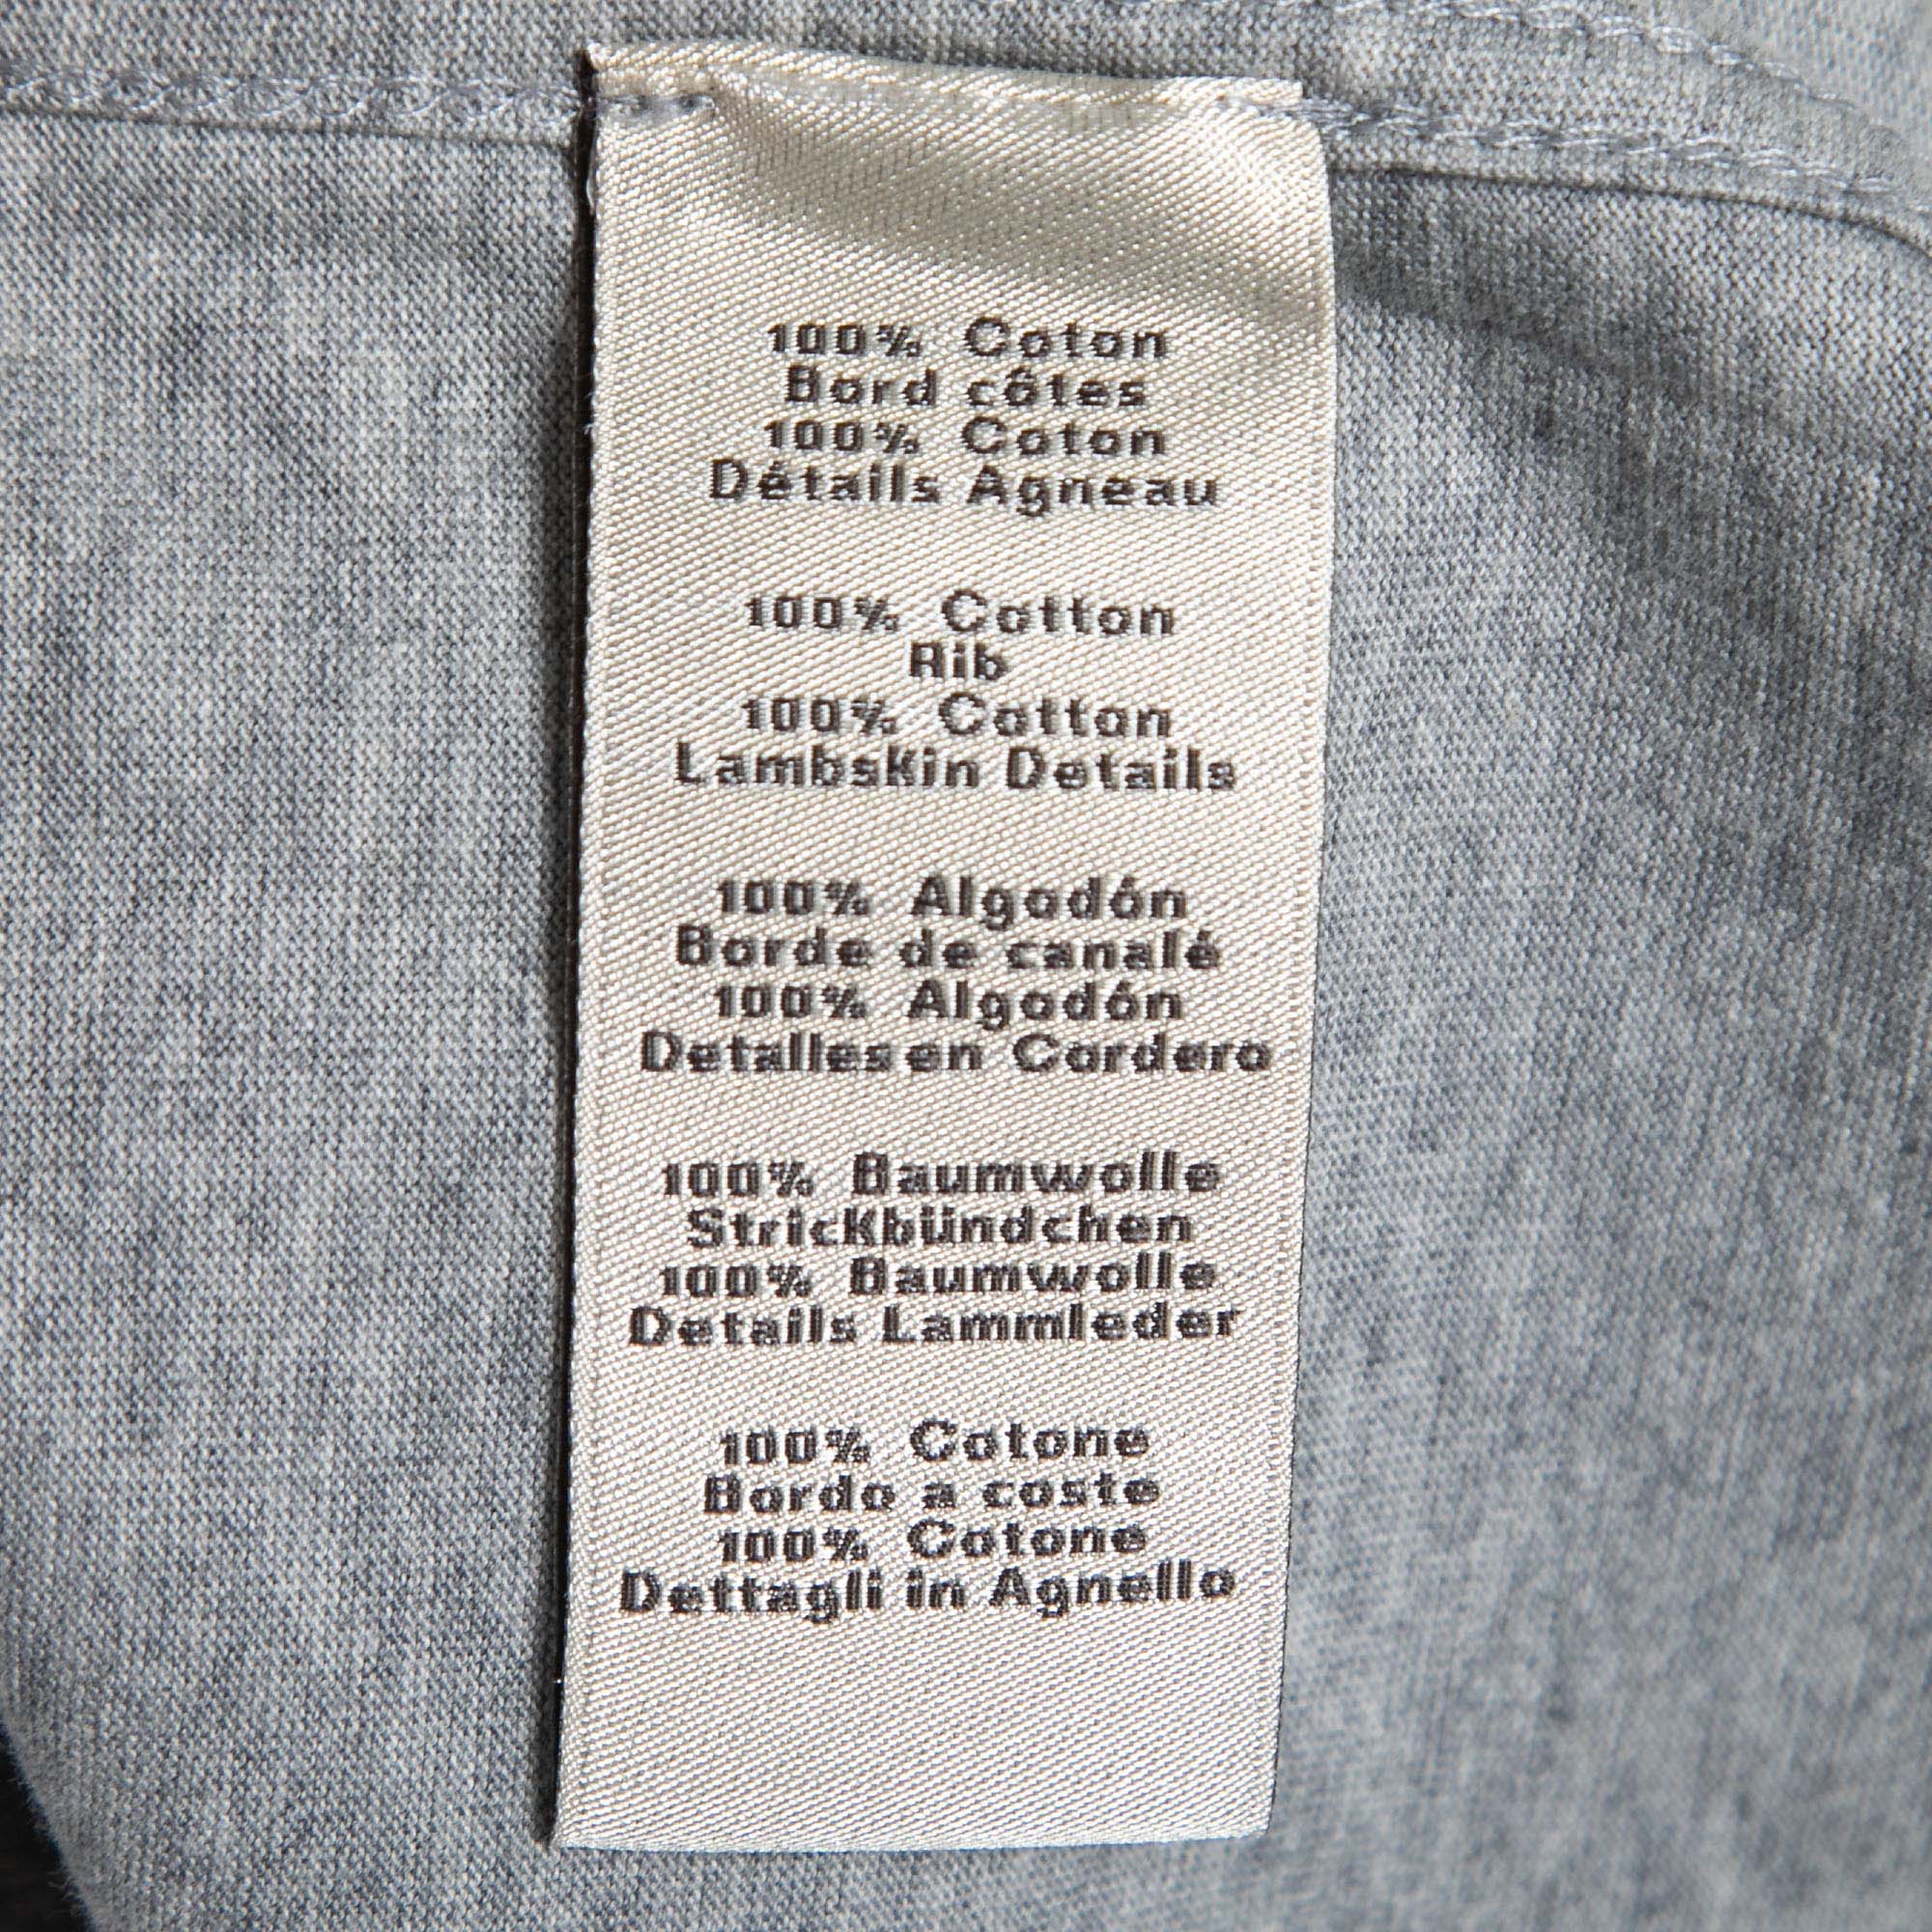 100% Coton
Bord côtes
100% Coton
Détails Agneau
100% Cotton
Rib
100% Cotton
Lambskin Details
100% Algodón
Borde de canalé
100% Algodón
Detalles en Cordero
100% Baumwolle
Strickbündchen
100% Baumwolle
Details Lammleder
100% Cotone
Bordo a coste
100% Cotone
Dettagli in Agnello